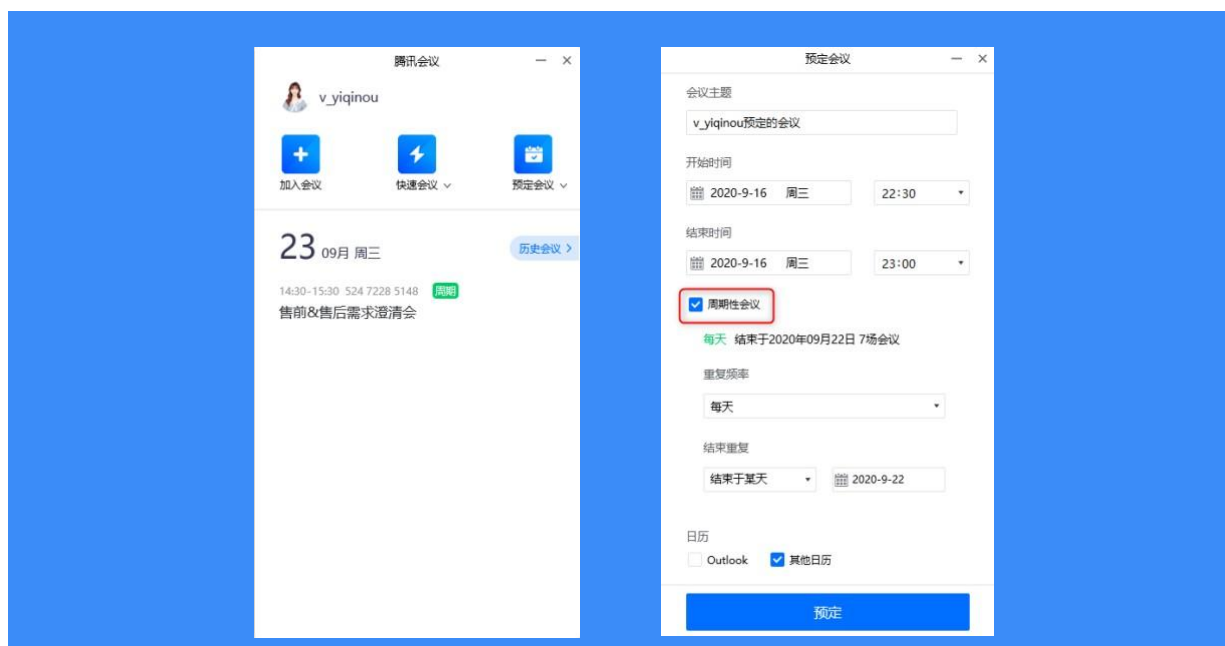 腾讯会议
v_yiqinou
加入会议
快速会议
预定会议
23 09月 周三
历史会议 >
14:30-15:30 524 7228 5148 周期
售前&售后需求澄清会
预定会议
会议主题
v_yiqinou预定的会议
开始时间
2020-9-16 周三 22:30
结束时间
2020-9-16 周三 23:00
周期性会议
每天 结束于2020年09月22日 7场会议
重复频率
每天
结束重复
结束于某天 2020-9-22
日历
Outlook 其他日历
预定